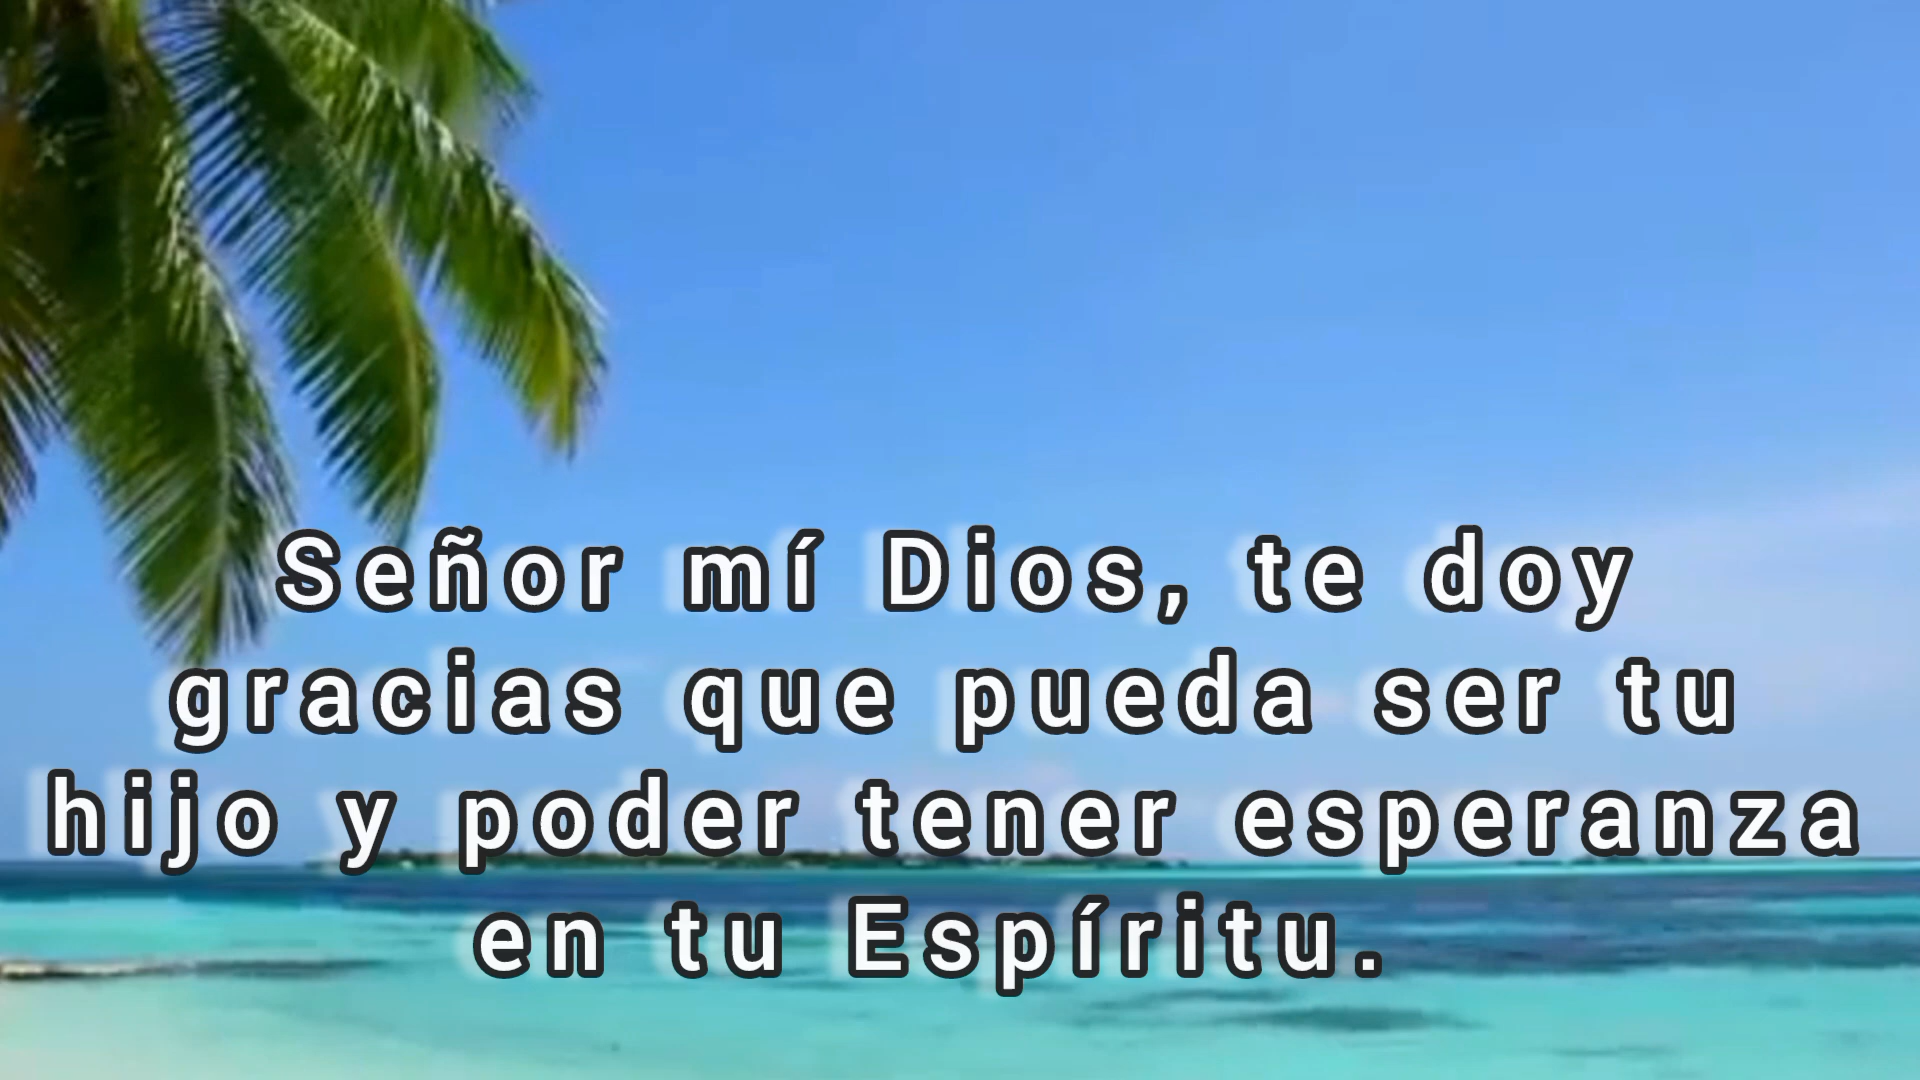 Señor mí Dios, te doy
gracias que pueda ser tu
hijo y poder tener esperanza
en tu Espíritu.